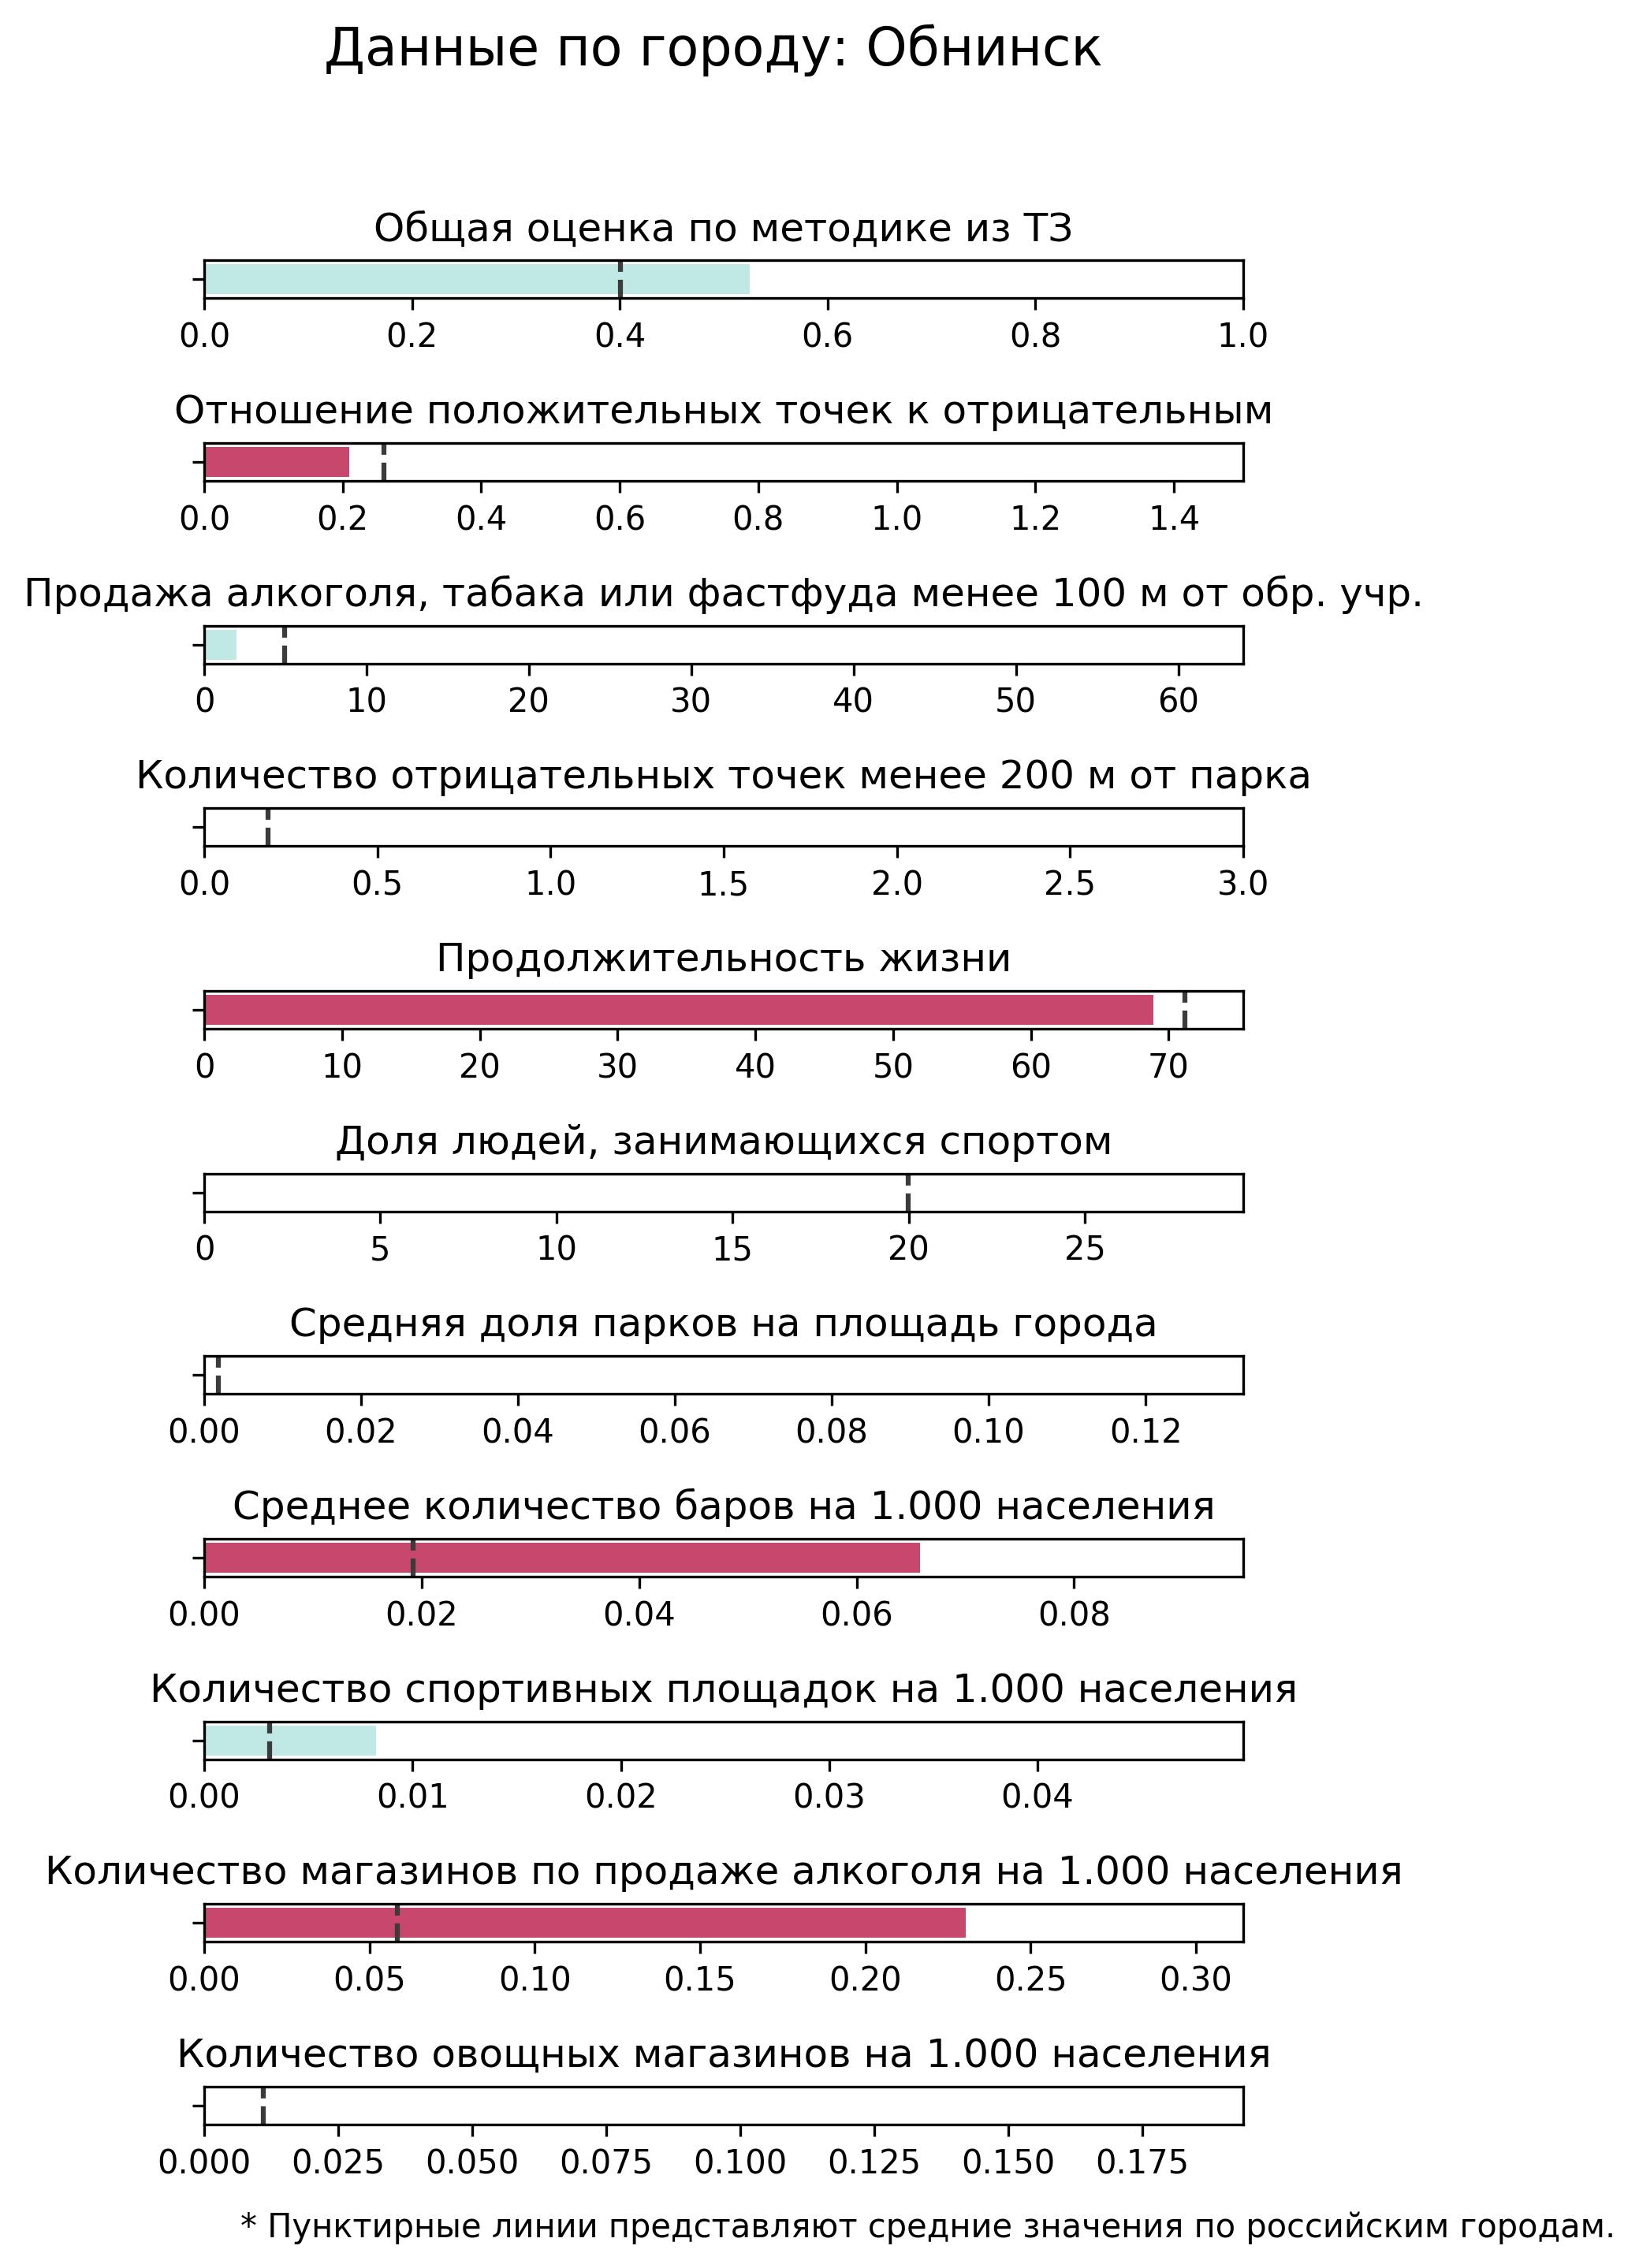 Данные по городу: Обнинск
Общая оценка по методике из ТЗ
0.0 0.2 0.4 0.6 0.8 1.0
Отношение положительных точек к отрицательным
0.0 0.2 0.4 0.6 0.8 1.0 1.2 1.4
Продажа алкоголя, табака или фастфуда менее 100 м от обр. учр.
0 10 20 30 40 50 60
Количество отрицательных точек менее 200 м от парка
0.0 0.5 1.0 1.5 2.0 2.5 3.0
Продолжительность жизни
0 10 20 30 40 50 60 70
Доля людей, занимающихся спортом
0 5 10 15 20 25
Средняя доля парков на площадь города
0.00 0.02 0.04 0.06 0.08 0.10 0.12
Среднее количество баров на 1.000 населения
0.00 0.02 0.04 0.06 0.08
Количество спортивных площадок на 1.000 населения
0.00 0.01 0.02 0.03 0.04
Количество магазинов по продаже алкоголя на 1.000 населения
0.00 0.05 0.10 0.15 0.20 0.25 0.30
Количество овощных магазинов на 1.000 населения
0.000 0.025 0.050 0.075 0.100 0.125 0.150 0.175
* Пунктирные линии представляют средние значения по российским городам.